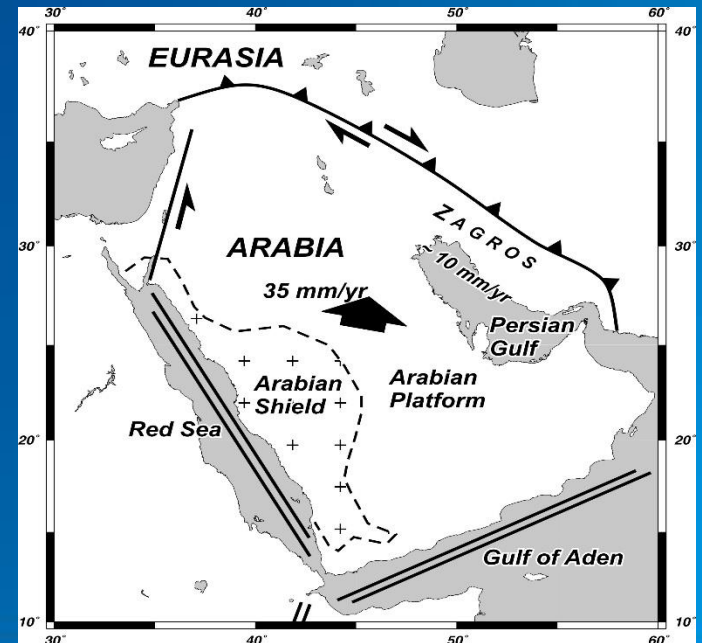 30° 40° 50° 60°
40° 40°
EURASIA
ZAGROS
30° 30°
ARABIA
~ 10 mm/yr
35 mm/yr
Persian
Gulf
Arabian
Shield
Arabian
Platform
Red Sea
20° 20°
Gulf of Aden
10° 10°
30° 40° 50° 60°